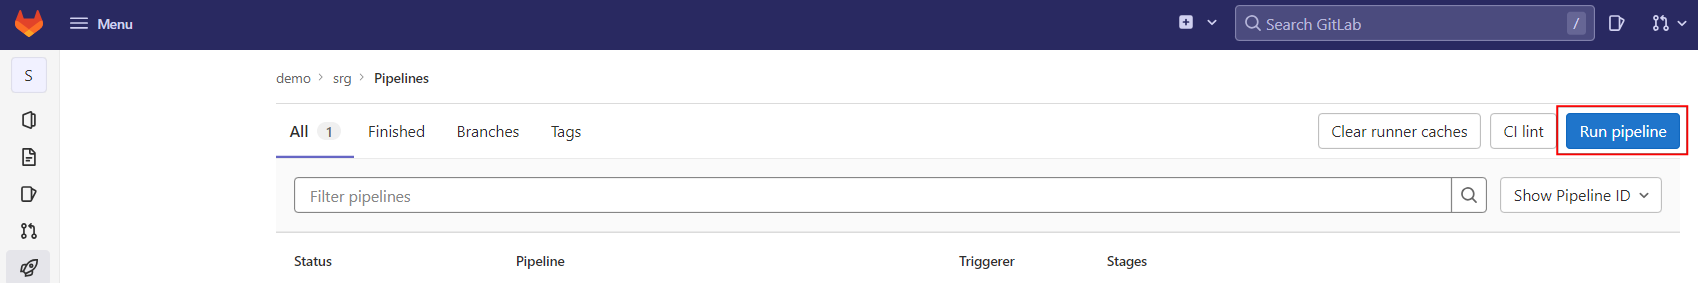 Menu
Search GitLab /
S
demo > srg > Pipelines
All 1 Finished Branches Tags Clear runner caches CI lint Run pipeline
Filter pipelines Show Pipeline ID
Status Pipeline Triggerer Stages